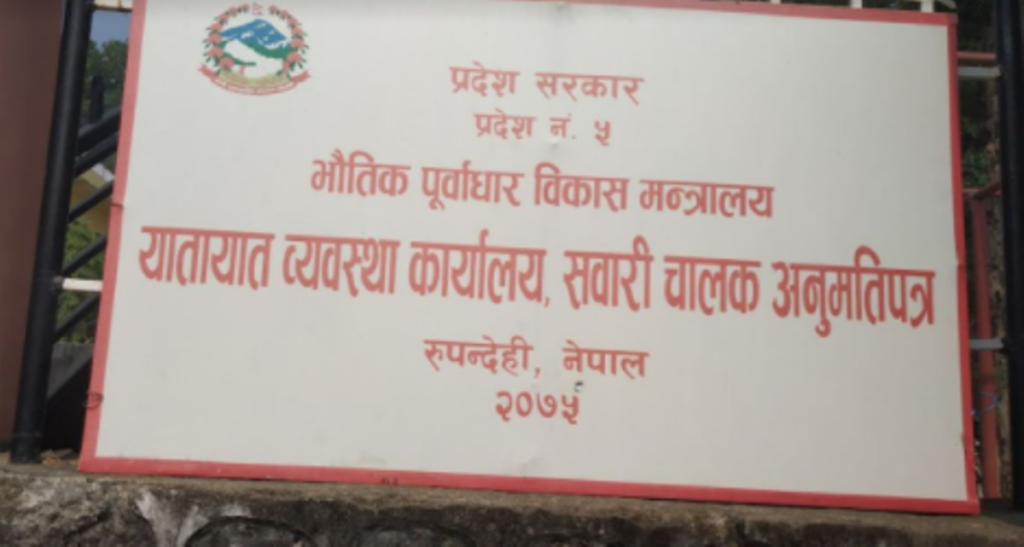 प्रदेश सरकार
प्रदेश नं. ५
भौतिक पूर्वाधार विकास मन्त्रालय
यातायात व्यवस्था कार्यालय, सवारी चालक अनुमतिपत्र
रुपन्देही, नेपाल
२०७५